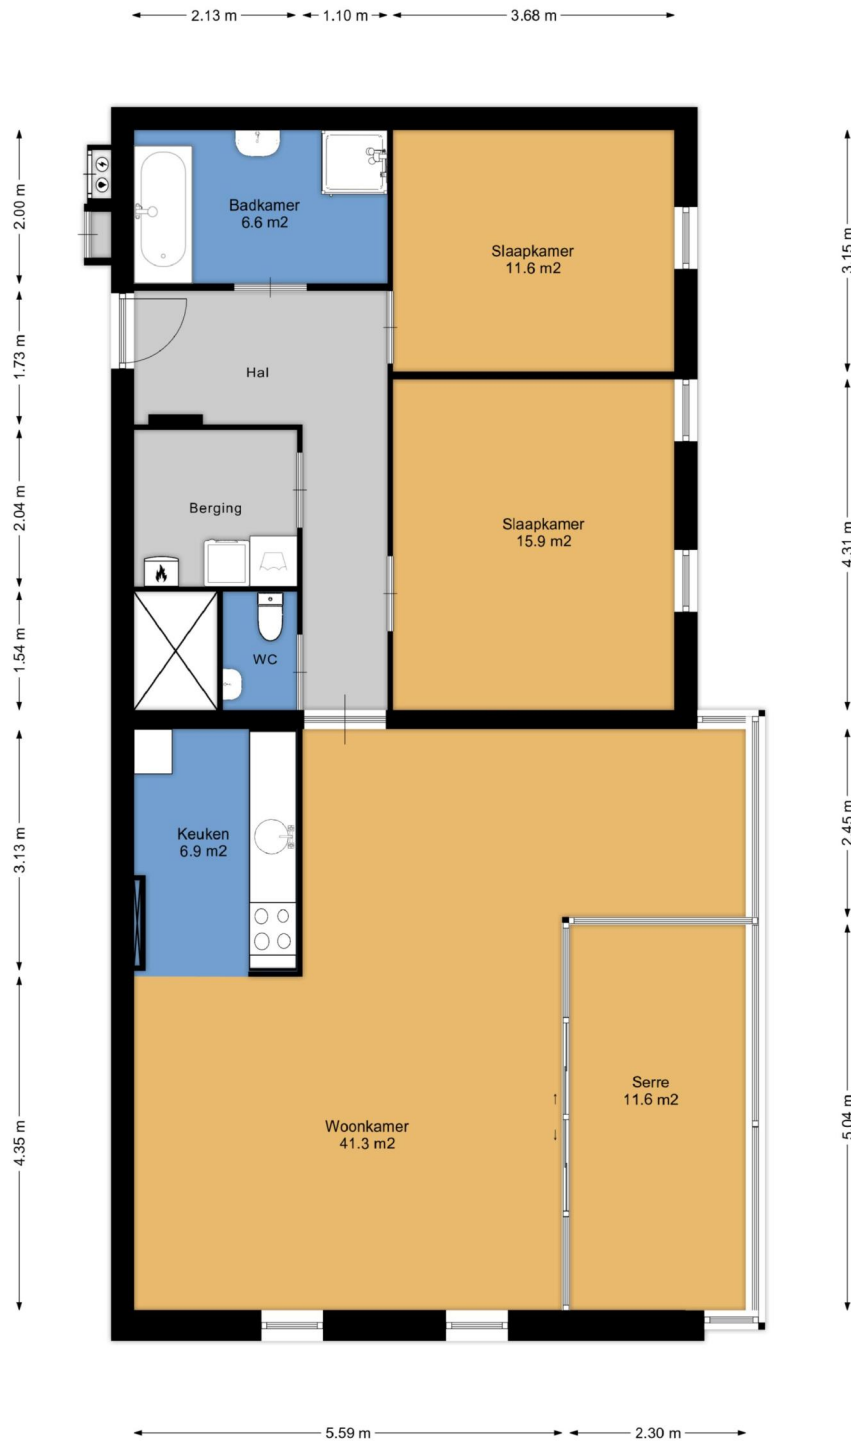 2.13 m
1.10 m
3.68 m
2.00 m
Badkamer
6.6 m2
Slaapkamer
11.6 m2
3.15 m
1.73 m
Hal
2.04 m
Berging
Slaapkamer
15.9 m2
4.31 m
1.54 m
WC
3.13 m
Keuken
6.9 m2
2.45 m
4.35 m
Woonkamer
41.3 m2
Serre
11.6 m2
5.04 m
5.59 m
2.30 m